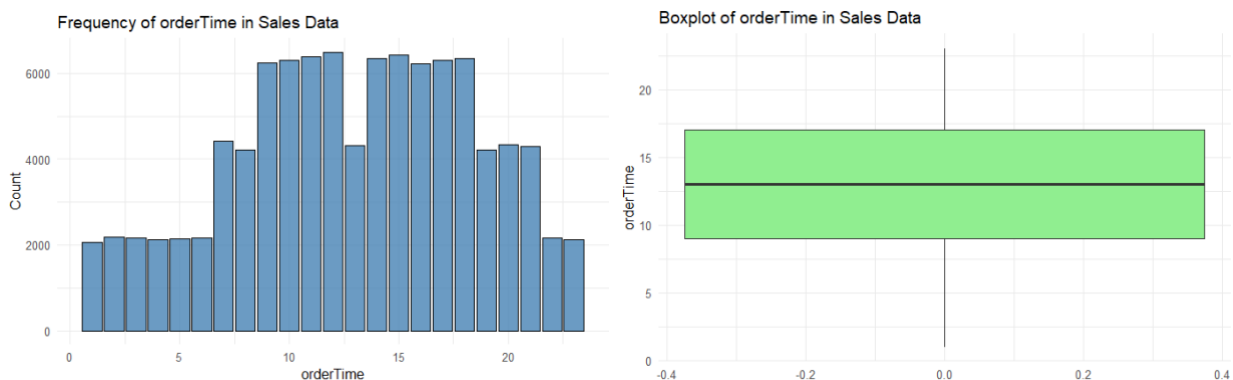 Frequency of orderTime in Sales Data
6000
4000
2000
0
Count
0 5 10 15 20
orderTime
Boxplot of orderTime in Sales Data
20
15
10
5
0
orderTime
-0.4 -0.2 0.0 0.2 0.4